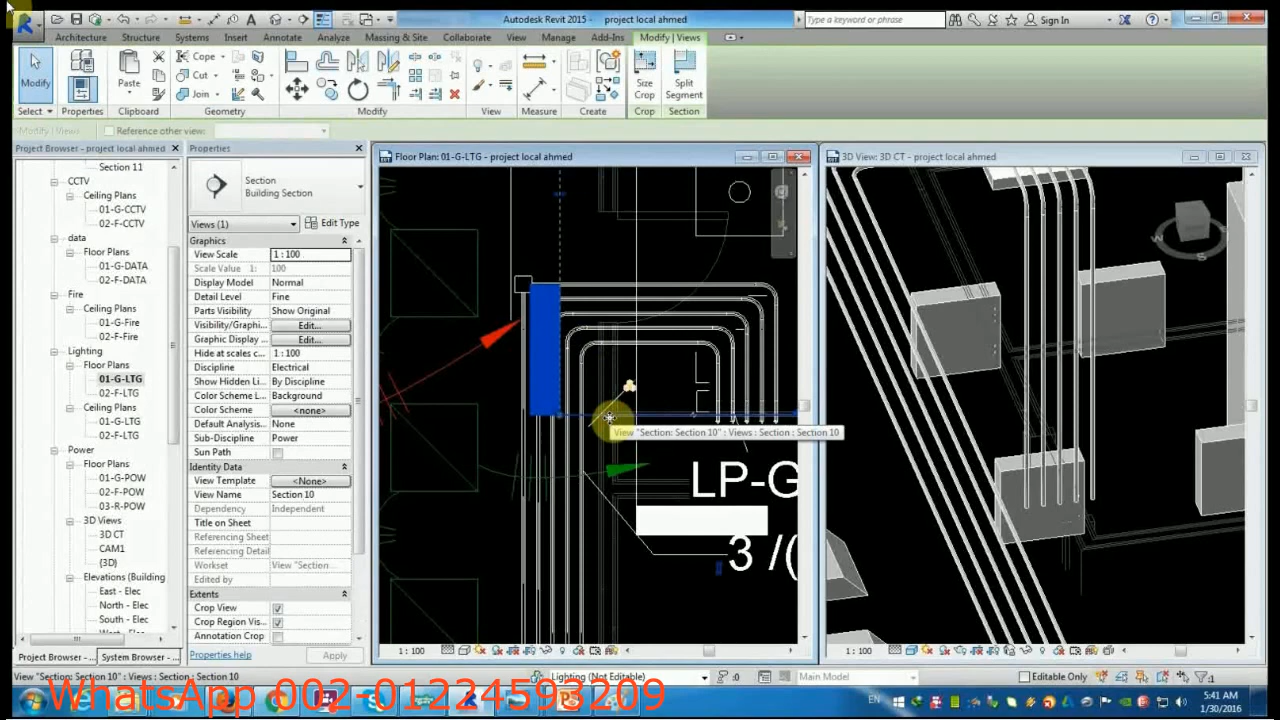 Autodesk Revit 2015 - project local ahmed
Type a keyword or phrase
Sign In
Architecture Structure Systems Insert Annotate Analyze Massing & Site Collaborate View Manage Add-Ins Modify | Views
Modify
Paste
Cope
Cut
Join
Size Crop
Split Segment
Select Properties Clipboard Geometry Modify View Measure Create Crop Section
Modify | Views
Reference other view:
Project Browser - project local ahmed
Section 11
CCTV
Ceiling Plans
01-G-CCTV
02-F-CCTV
data
Floor Plans
01-G-DATA
02-F-DATA
Fire
Ceiling Plans
01-G-Fire
02-F-Fire
Lighting
Floor Plans
01-G-LTG
02-F-LTG
Ceiling Plans
01-G-LTG
02-F-LTG
Power
Floor Plans
01-G-POW
02-F-POW
03-R-POW
3D Views
3D CT
CAM1
{3D}
Elevations (Building
East - Elec
North - Elec
South - Elec
Project Browser - ...
System Browser - ...
Properties
Section
Building Section
Views (1)
Edit Type
Graphics
View Scale 1 : 100
Scale Value 1: 100
Display Model Normal
Detail Level Fine
Parts Visibility Show Original
Visibility/Graphi... Edit...
Graphic Display ... Edit...
Hide at scales c... 1 : 100
Discipline Electrical
Show Hidden Li... By Discipline
Color Scheme ... Background
Color Scheme <none>
Default Analysi... None
Sub-Discipline Power
Sun Path
Identity Data
View Template <None>
View Name Section 10
Dependency Independent
Title on Sheet
Referencing Sheet
Referencing Detail
Workset View "Section...
Edited by
Extents
Crop View
Crop Region Vis...
Annotation Crop
Properties help
Apply
Floor Plan: 01-G-LTG - project local ahmed
View "Section: Section 10" : Views : Section : Section 10
LP-G
3 /(
1 : 100
3D View: 3D CT - project local ahmed
W
S
1 : 100
View "Section: Section 10" : Views : Section : Section 10
Lighting (Not Editable)
:0
Main Model
Editable Only
:1
WhatsApp 002-01224593209
EN
5:41 AM
1/30/2016